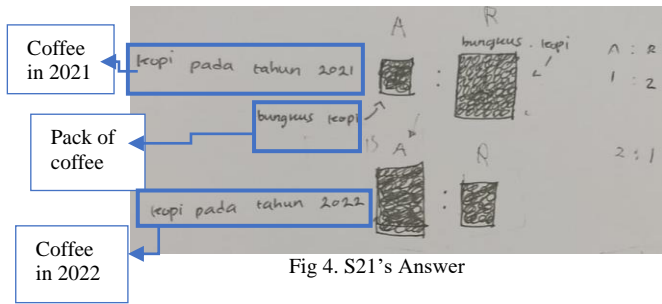 Coffee
in 2021
Pack of
coffee
Coffee
in 2022
A R
bungkus kopi
kopi pada tahun 2021 : A : R
1 : 2
bungkus kopi
A R
2 : 1
kopi pada tahun 2022 :
Fig 4. S21's Answer